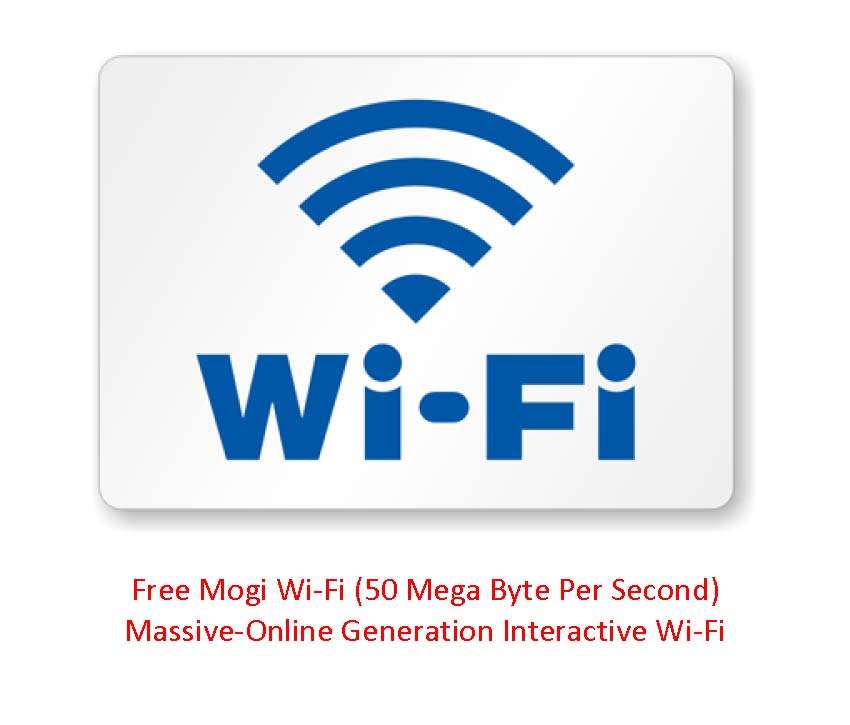 Wi-Fi
Free Mogi Wi-Fi (50 Mega Byte Per Second)
Massive-Online Generation Interactive Wi-Fi